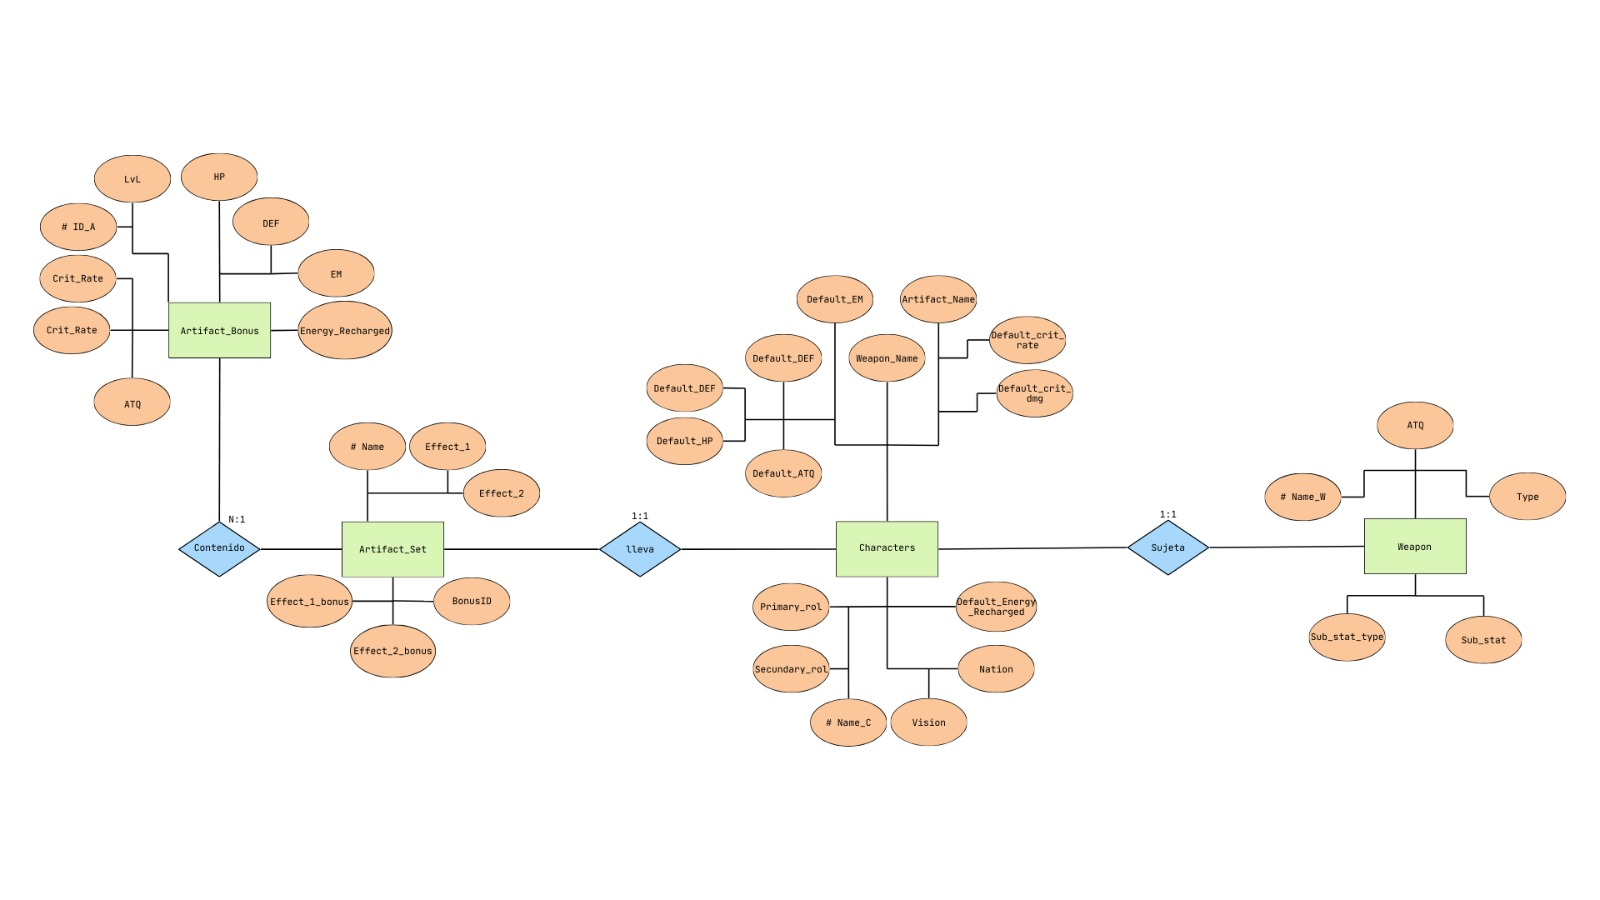 LvL
HP
# ID_A
DEF
Crit_Rate
EM
Crit_Rate
Artifact_Bonus
Energy_Recharged
ATQ
N:1
Contenido
# Name
Effect_1
Effect_2
Artifact_Set
Effect_1_bonus
BonusID
Effect_2_bonus
1:1
lleva
Default_EM
Artifact_Name
Default_DEF
Weapon_Name
Default_crit_
rate
Default_DEF
Default_crit_
dmg
Default_HP
Default_ATQ
Characters
Primary_rol
Default_Energy
_Recharged
Secundary_rol
Nation
# Name_C
Vision
1:1
Sujeta
ATQ
# Name_W
Type
Weapon
Sub_stat_type
Sub_stat